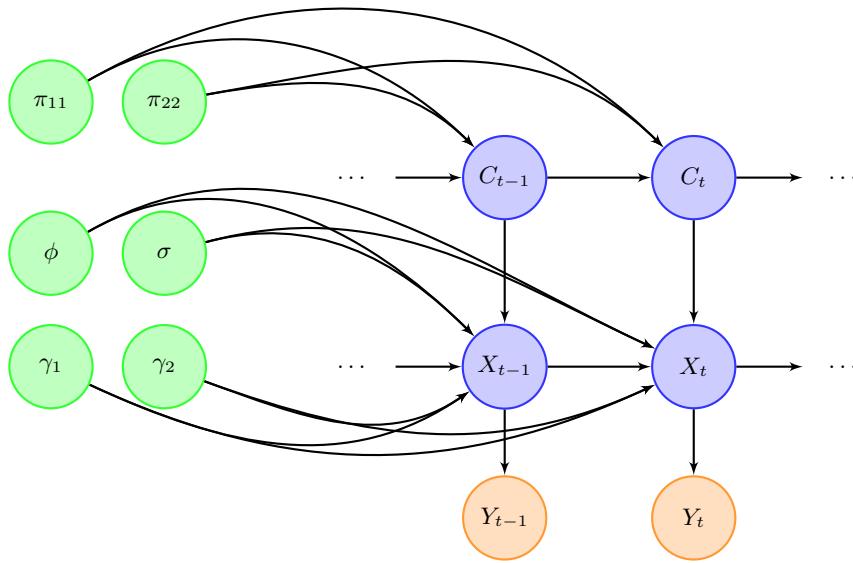 π₁₁ π₂₂
⋯ C_{t−1} C_t ⋯
ϕ σ
γ₁ γ₂ ⋯ X_{t−1} X_t ⋯
Y_{t−1} Y_t